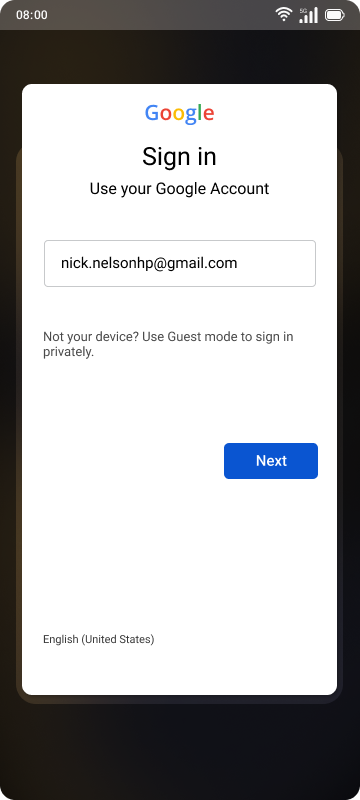 08:00
5G
Google
Sign in
Use your Google Account
nick.nelsonhp@gmail.com
Not your device? Use Guest mode to sign in
privately.
Next
English (United States)